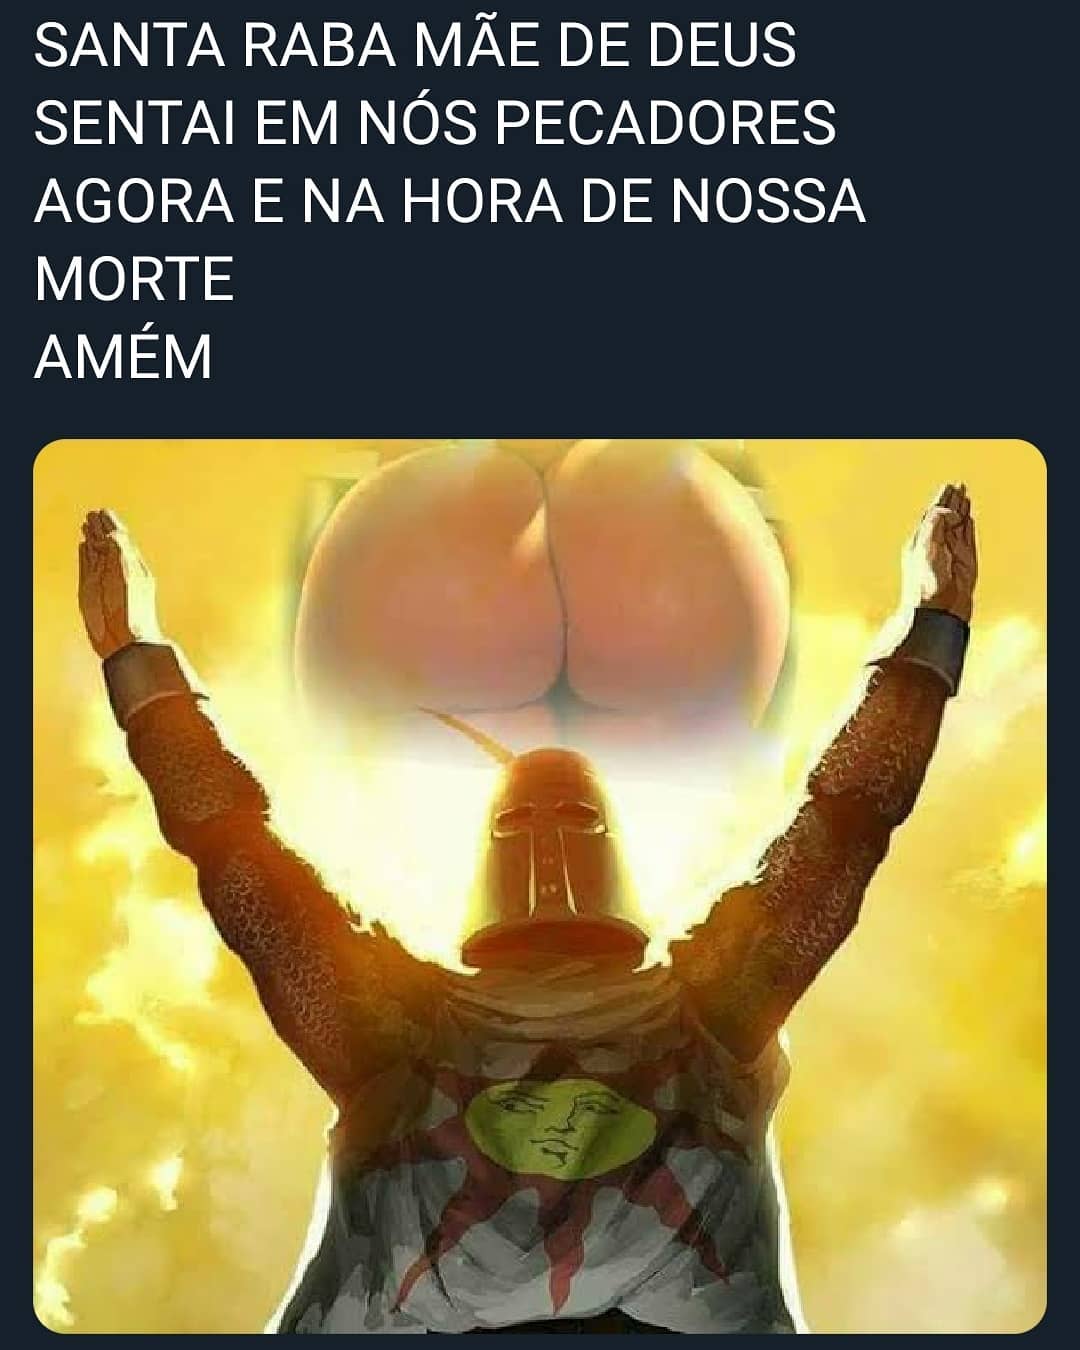 SANTA RABA MÃE DE DEUS
SENTAI EM NÓS PECADORES
AGORA E NA HORA DE NOSSA
MORTE
AMÉM